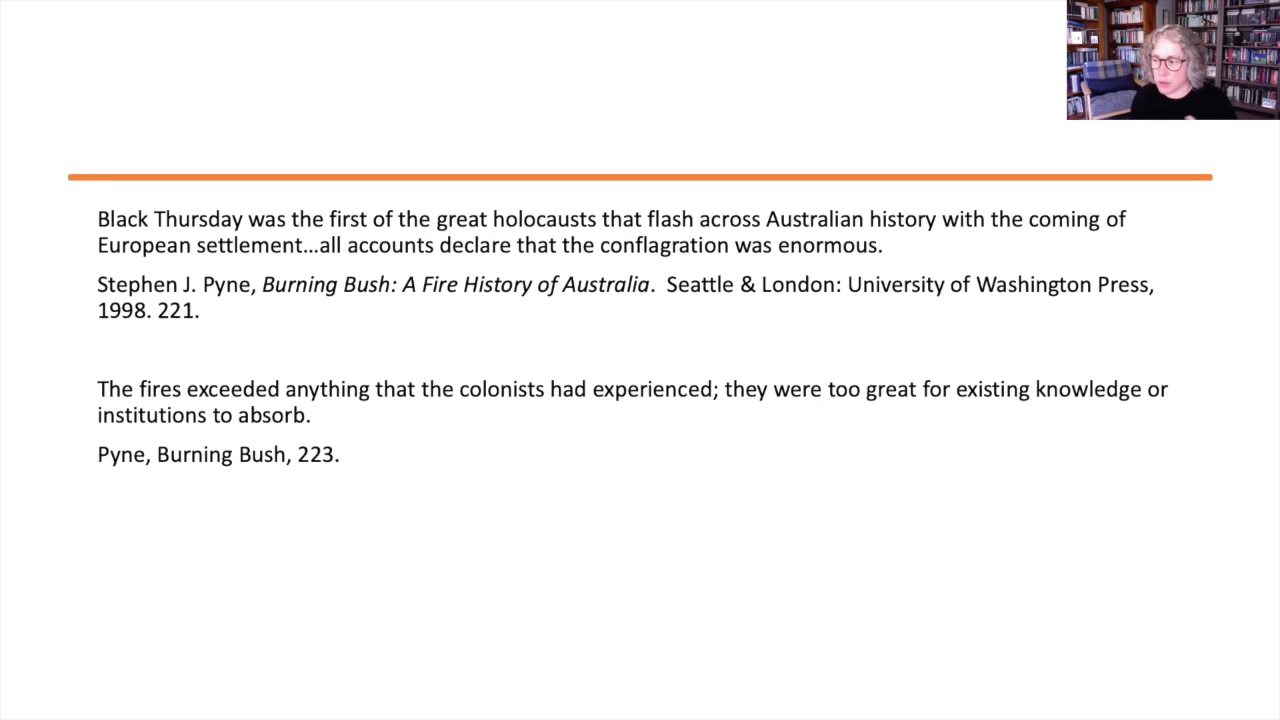 Black Thursday was the first of the great holocausts that flash across Australian history with the coming of
European settlement...all accounts declare that the conflagration was enormous.
Stephen J. Pyne, Burning Bush: A Fire History of Australia.  Seattle & London: University of Washington Press,
1998. 221.
The fires exceeded anything that the colonists had experienced; they were too great for existing knowledge or
institutions to absorb.
Pyne, Burning Bush, 223.